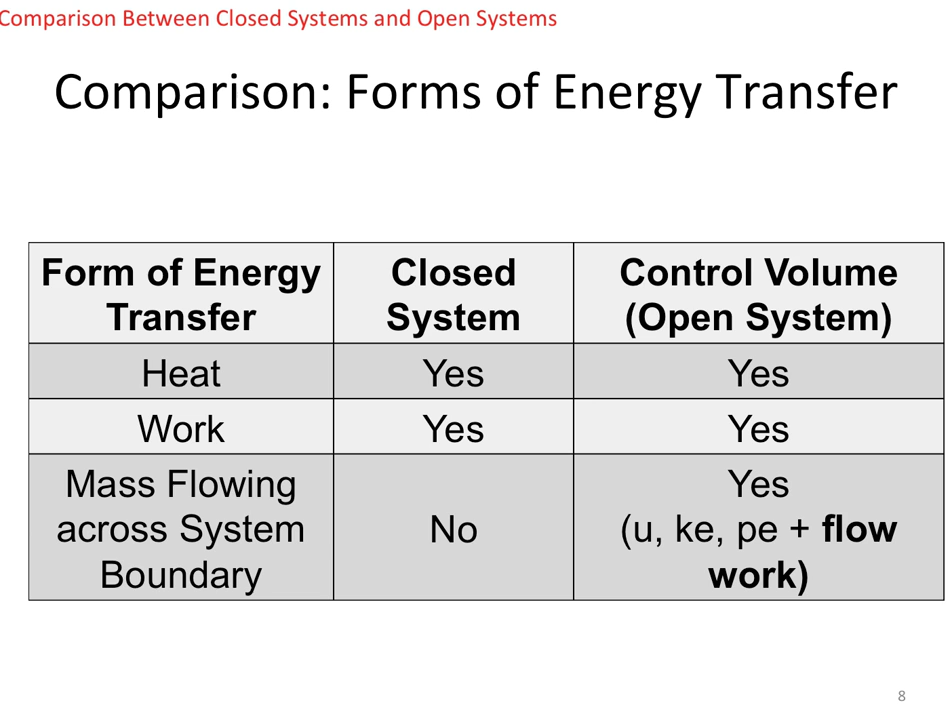 Comparison Between Closed Systems and Open Systems
Comparison: Forms of Energy Transfer
Form of Energy
Transfer
Closed
System
Control Volume
(Open System)
Heat
Yes
Yes
Work
Yes
Yes
Mass Flowing
across System
Boundary
No
Yes
(u, ke, pe + flow
work)
8